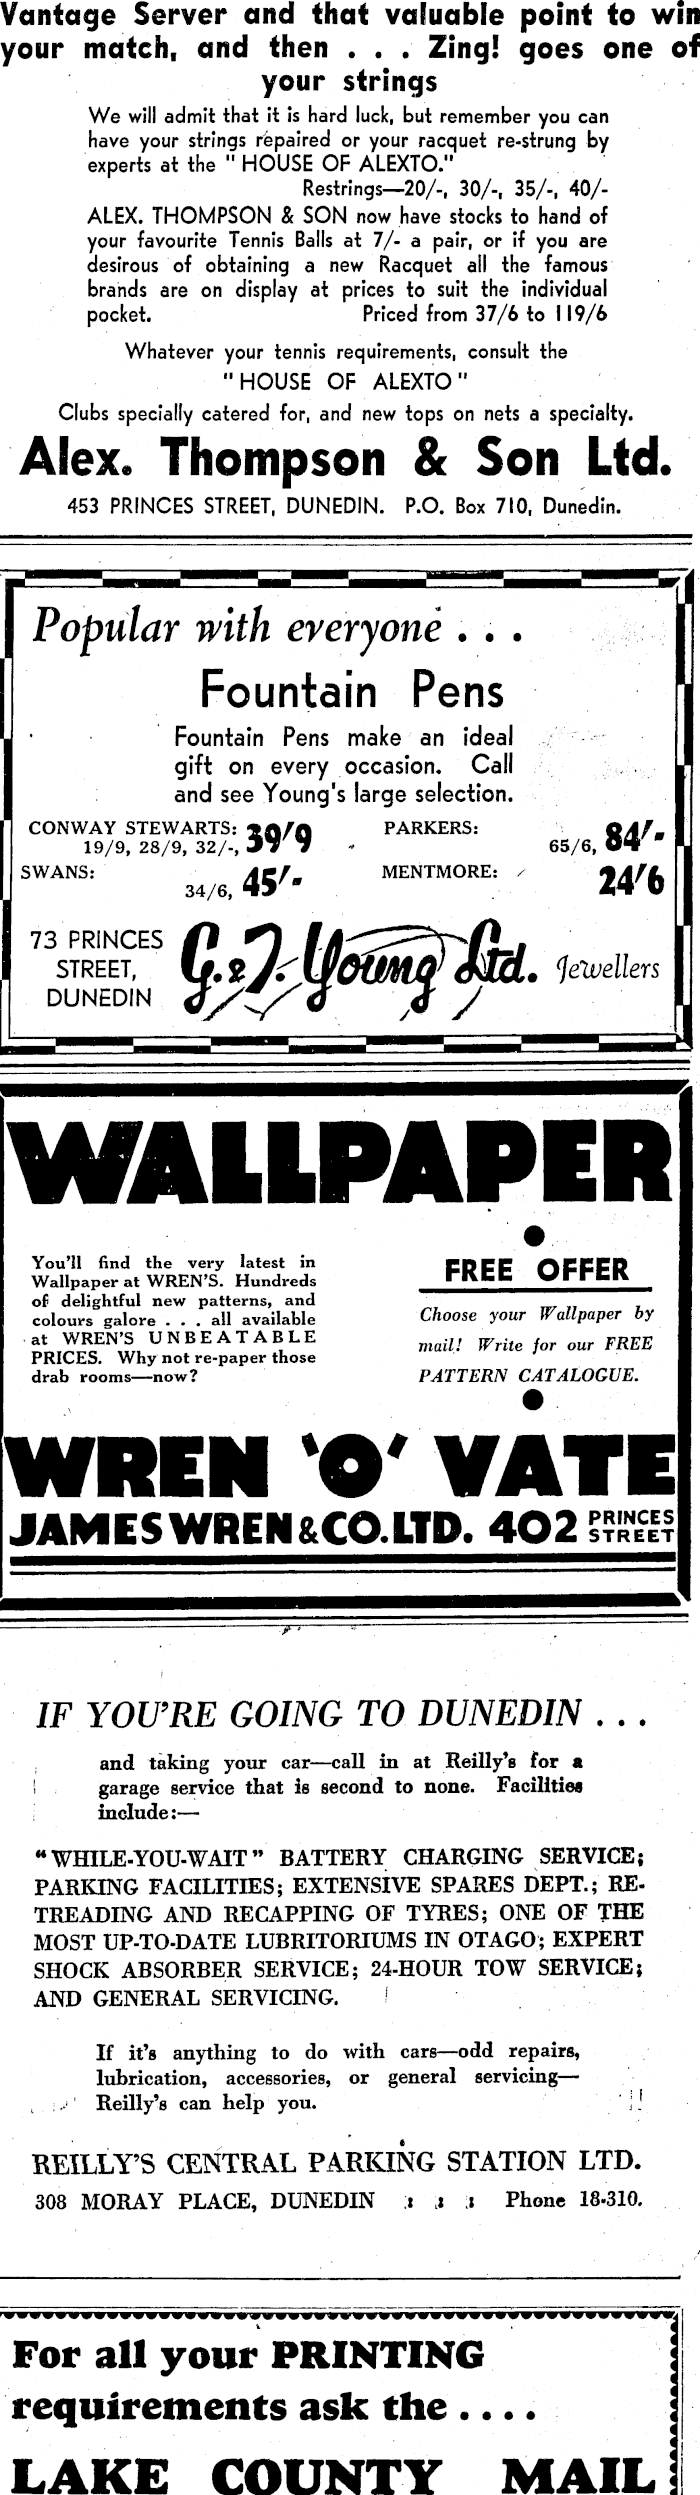 Vantage Server and that valuable point to win
your match, and then . . . Zing! goes one of
your strings
We will admit that it is hard luck, but remember you can
have your strings repaired or your racquet re-strung by
experts at the "HOUSE OF ALEXTO."
Restrings—20/-, 30/-, 35/-, 40/-
ALEX. THOMPSON & SON now have stocks to hand of
your favourite Tennis Balls at 7/- a pair, or if you are
desirous of obtaining a new Racquet all the famous
brands are on display at prices to suit the individual
pocket. Priced from 37/6 to 119/6
Whatever your tennis requirements, consult the
"HOUSE OF ALEXTO"
Clubs specially catered for, and new tops on nets a specialty.
Alex. Thompson & Son Ltd.
453 PRINCES STREET, DUNEDIN. P.O. Box 710, Dunedin.
Popular with everyone . . .
Fountain Pens
Fountain Pens make an ideal
gift on every occasion. Call
and see Young's large selection.
CONWAY STEWARTS:
19/9, 28/9, 32/-, 39/9
PARKERS:
65/6, 84/-
SWANS:
34/6, 45/-
MENTMORE:
24/6
73 PRINCES
STREET,
DUNEDIN
G. & T. Young Ltd. Jewellers
WALLPAPER
You'll find the very latest in
Wallpaper at WREN'S. Hundreds
of delightful new patterns, and
colours galore . . . all available
at WREN'S UNBEATABLE
PRICES. Why not re-paper those
drab rooms—now?
FREE OFFER
Choose your Wallpaper by
mail! Write for our FREE
PATTERN CATALOGUE.
WREN 'O' VATE
JAMES WREN & CO. LTD. 402 PRINCES
STREET
IF YOU'RE GOING TO DUNEDIN . . .
and taking your car—call in at Reilly's for a
garage service that is second to none. Facilities
include:—
"WHILE-YOU-WAIT" BATTERY CHARGING SERVICE;
PARKING FACILITIES; EXTENSIVE SPARES DEPT.; RE-
TREADING AND RECAPPING OF TYRES; ONE OF THE
MOST UP-TO-DATE LUBRITORIUMS IN OTAGO; EXPERT
SHOCK ABSORBER SERVICE; 24-HOUR TOW SERVICE;
AND GENERAL SERVICING.
If it's anything to do with cars—odd repairs,
lubrication, accessories, or general servicing—
Reilly's can help you.
REILLY'S CENTRAL PARKING STATION LTD.
308 MORAY PLACE, DUNEDIN : : : Phone 18-310.
For all your PRINTING
requirements ask the . . . .
LAKE COUNTY MAIL